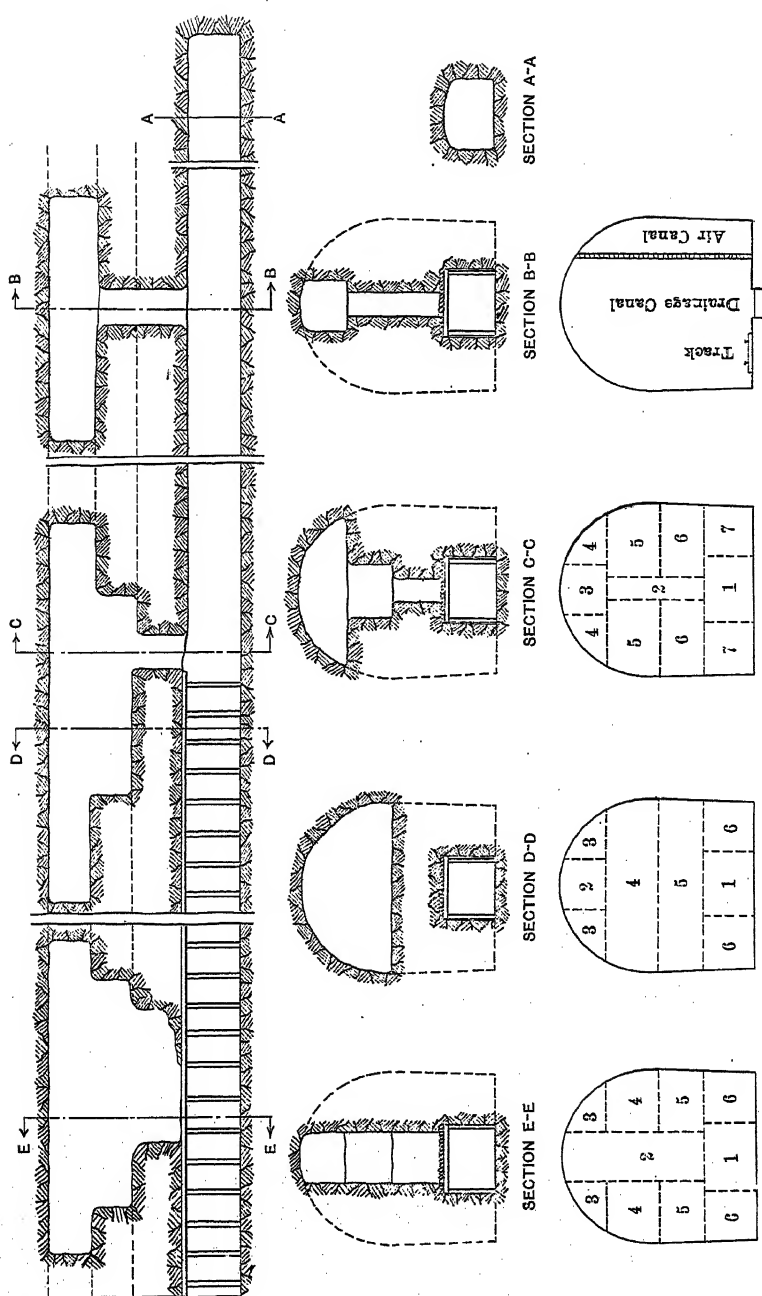 E D C B A
E D C B A
SECTION E-E
SECTION D-D
SECTION C-C
SECTION B-B
SECTION A-A
3 3
4 2 4
5 5
6 1 6
3 2 3
4
5
6 1 6
4 3 4
5 2 5
6 6
7 1 7
Track
Drainage Canal
Air Canal